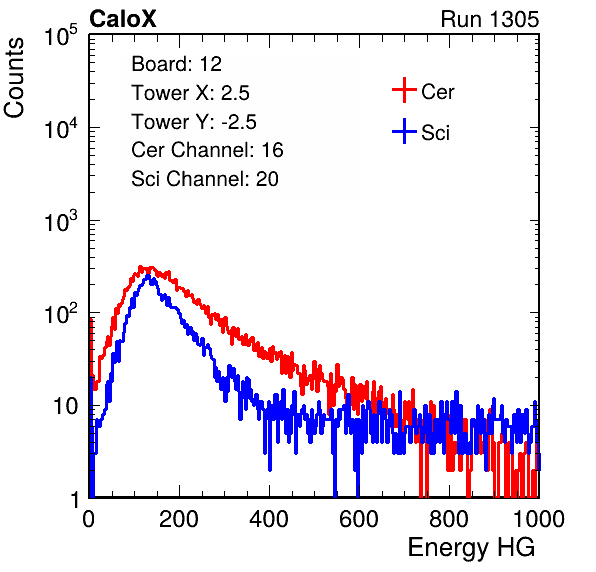 CaloX Run 1305
Counts
10^5
10^4
10^3
10^2
10
1
Board: 12
Tower X: 2.5
Tower Y: -2.5
Cer Channel: 16
Sci Channel: 20
Cer
Sci
0 200 400 600 800 1000
Energy HG